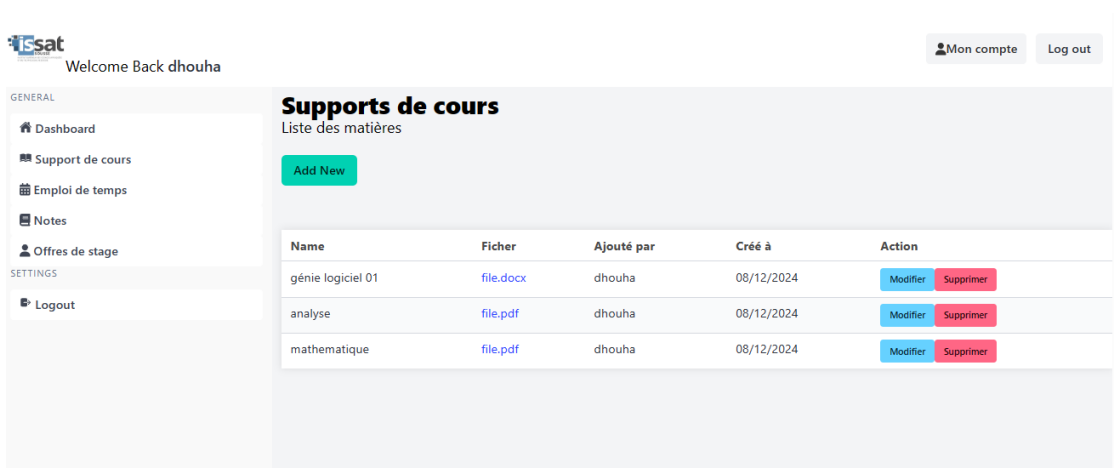 issat
Welcome Back dhouha
Mon compte
Log out
GENERAL
Dashboard
Support de cours
Emploi de temps
Notes
Offres de stage
SETTINGS
Logout
Supports de cours
Liste des matières
Add New
Name Ficher Ajouté par Créé à Action
génie logiciel 01 file.docx dhouha 08/12/2024 Modifier Supprimer
analyse file.pdf dhouha 08/12/2024 Modifier Supprimer
mathematique file.pdf dhouha 08/12/2024 Modifier Supprimer